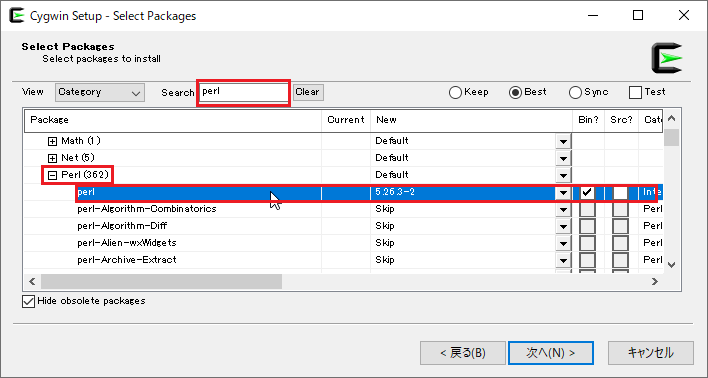 Cygwin Setup - Select Packages
Select Packages
Select packages to install
View Category Search perl Clear Keep Best Sync Test
Package Current New Bin? Src? Cate
Math (1) Default
Net (5) Default
Perl (362) Default
perl 5.26.3-2 Inte
perl-Algorithm-Combinatorics Skip Perl
perl-Algorithm-Diff Skip Perl
perl-Alien-wxWidgets Skip Perl
perl-Archive-Extract Skip Perl
Hide obsolete packages
< 戻る(B) 次へ(N) > キャンセル